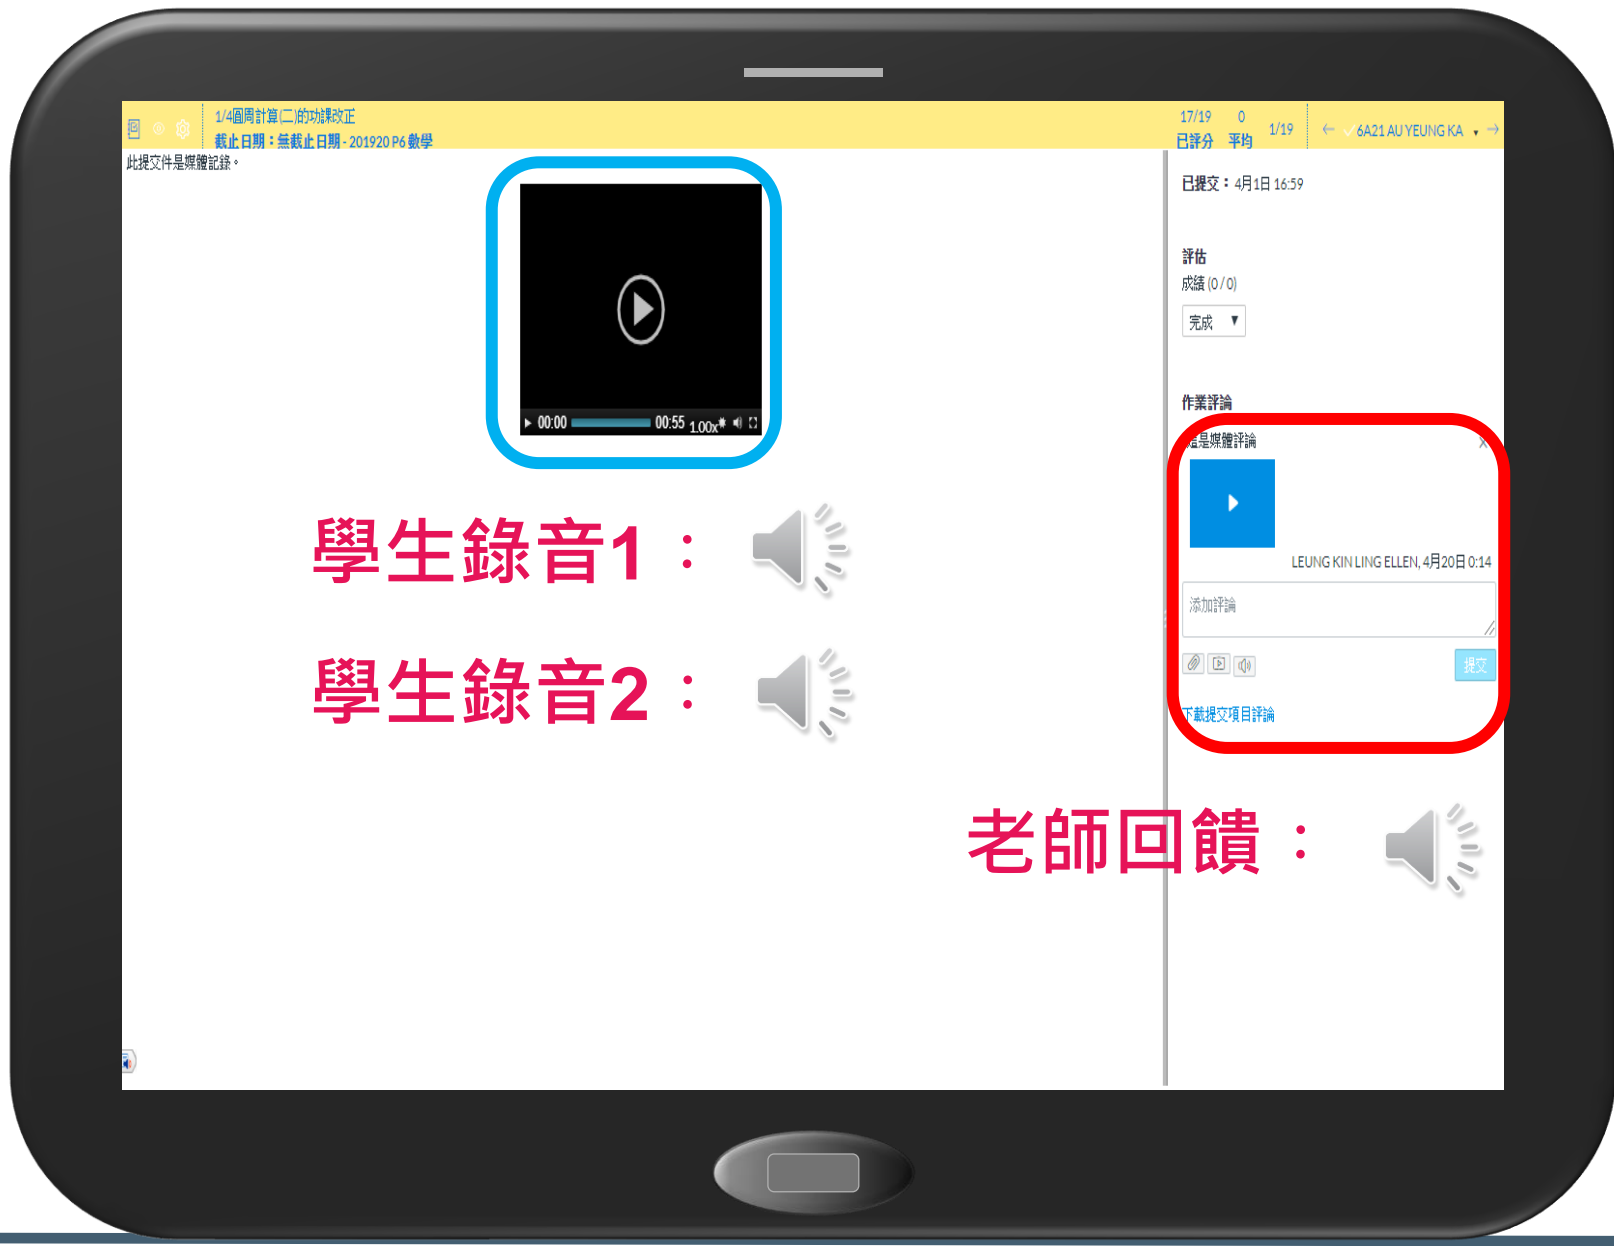 1/4圓周計算(二)的功課改正
截止日期：無截止日期 - 201920 P6 數學
17/19 0
已評分 平均
1/19
6A21 AU YEUNG KA
此提交件是媒體記錄。
00:00 00:55 1.00x
學生錄音1：
學生錄音2：
已提交：4月1日 16:59
評估
成績 (0 / 0)
完成
作業評論
這是媒體評論
LEUNG KIN LING ELLEN, 4月20日 0:14
添加評論
提交
下載提交項目評論
老師回饋：